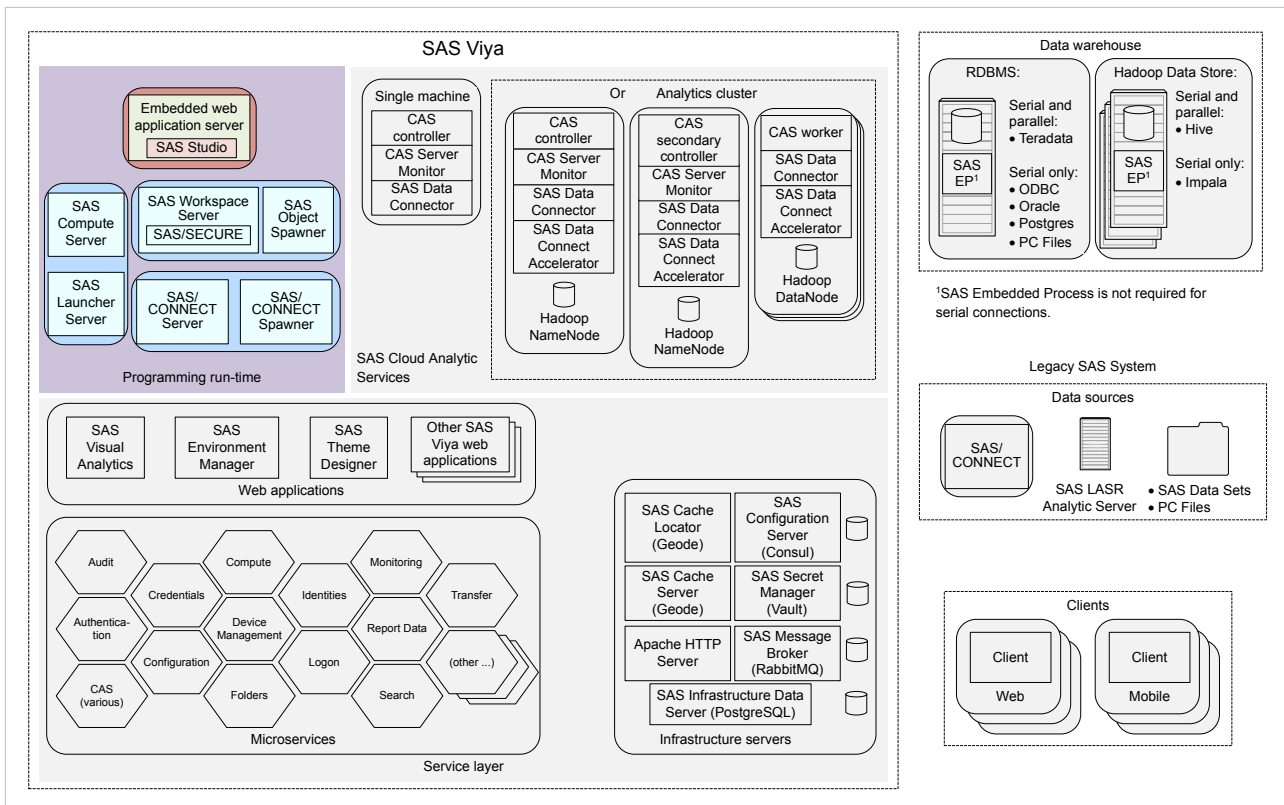 SAS Viya
Embedded web
application server
SAS Studio
SAS
Compute
Server
SAS Workspace
Server
SAS/SECURE
SAS
Object
Spawner
SAS
Launcher
Server
SAS/
CONNECT
Server
SAS/
CONNECT
Spawner
Programming run-time
Single machine
CAS
controller
CAS Server
Monitor
SAS Data
Connector
Or
Analytics cluster
CAS
controller
CAS Server
Monitor
SAS Data
Connector
SAS Data
Connect
Accelerator
Hadoop
NameNode
CAS
secondary
controller
CAS Server
Monitor
SAS Data
Connector
SAS Data
Connect
Accelerator
Hadoop
NameNode
CAS worker
SAS Data
Connector
SAS Data
Connect
Accelerator
Hadoop
DataNode
SAS Cloud Analytic
Services
SAS
Visual
Analytics
SAS
Environment
Manager
SAS
Theme
Designer
Other SAS
Viya web
applications
Web applications
Audit
Compute
Monitoring
Credentials
Identities
Transfer
Authentica-
tion
Device
Management
Report Data
Configuration
Logon
(other ...)
CAS
(various)
Folders
Search
Microservices
SAS Cache
Locator
(Geode)
SAS
Configuration
Server
(Consul)
SAS Cache
Server
(Geode)
SAS Secret
Manager
(Vault)
Apache HTTP
Server
SAS Message
Broker
(RabbitMQ)
SAS Infrastructure Data
Server (PostgreSQL)
Infrastructure servers
Service layer
Data warehouse
RDBMS:
SAS
EP¹
Serial and
parallel:
• Teradata
Serial only:
• ODBC
• Oracle
• Postgres
• PC Files
Hadoop Data Store:
SAS
EP¹
Serial and
parallel:
• Hive
Serial only:
• Impala
¹SAS Embedded Process is not required for
serial connections.
Legacy SAS System
Data sources
SAS/
CONNECT
SAS LASR
Analytic Server
• SAS Data Sets
• PC Files
Clients
Client
Web
Client
Mobile